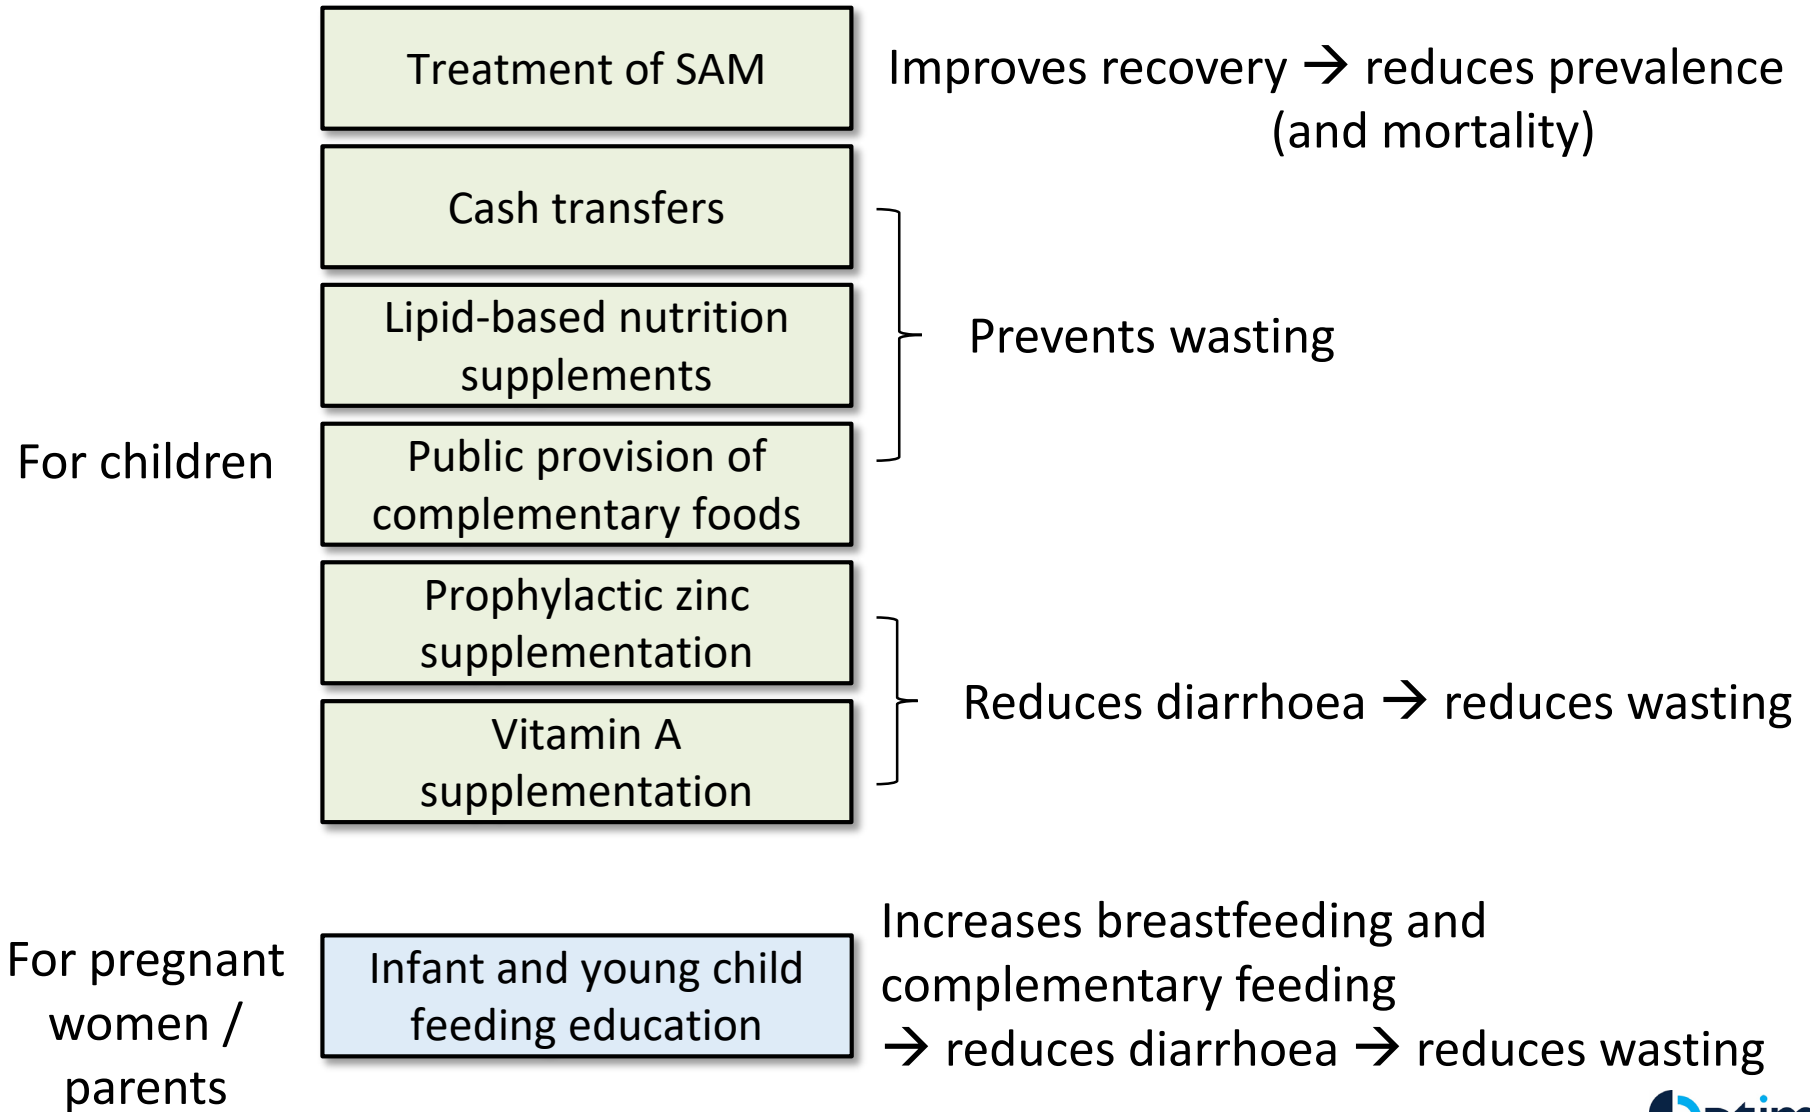 Treatment of SAM
Improves recovery → reduces prevalence
(and mortality)
Cash transfers
Lipid-based nutrition
supplements
Prevents wasting
For children
Public provision of
complementary foods
Prophylactic zinc
supplementation
Reduces diarrhoea → reduces wasting
Vitamin A
supplementation
For pregnant
women /
parents
Infant and young child
feeding education
Increases breastfeeding and
complementary feeding
→ reduces diarrhoea → reduces wasting